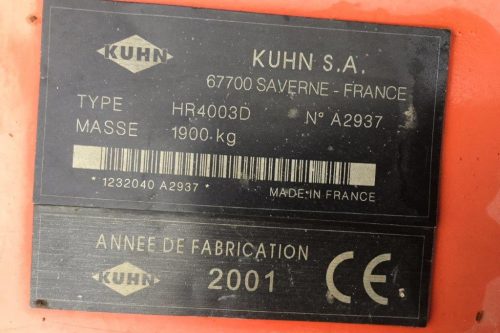 KUHN
KUHN S.A.
67700 SAVERNE - FRANCE
TYPE HR4003D N° A2937
MASSE 1900 kg
* 1232040 A2937 *
MADE IN FRANCE
ANNEE DE FABRICATION
KUHN 2001 CE